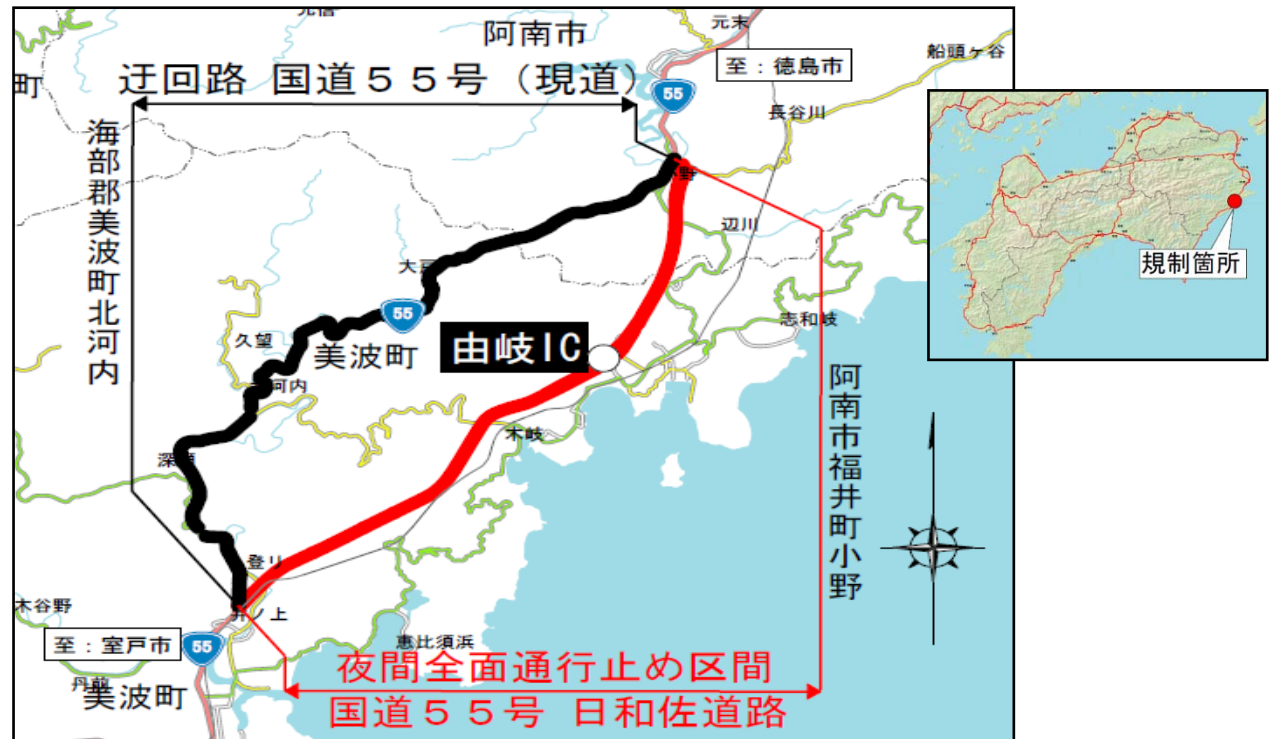 阿南市
元末
船頭ヶ谷
至：徳島市
町
迂回路 国道５５号（現道）
55
長谷川
海部郡美波町北河内
野
辺川
大戸
55
志和岐
久望
美波町
由岐IC
河内
木岐
阿南市福井町小野
深瀬
登り
木谷野
井ノ上
至：室戸市
55
恵比須浜
夜間全面通行止め区間
丹前
美波町
国道５５号 日和佐道路
規制箇所